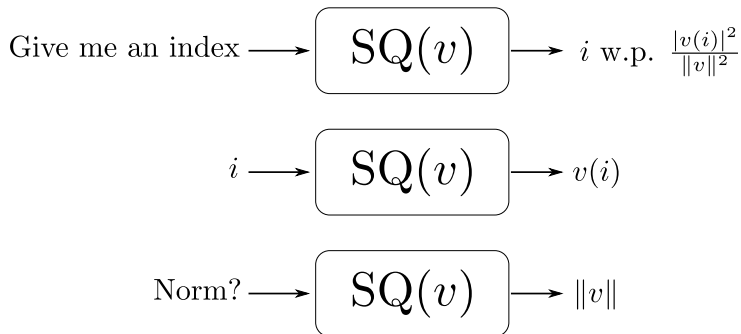 Give me an index SQ(v) i w.p. |v(i)|²/‖v‖²
i SQ(v) v(i)
Norm? SQ(v) ‖v‖